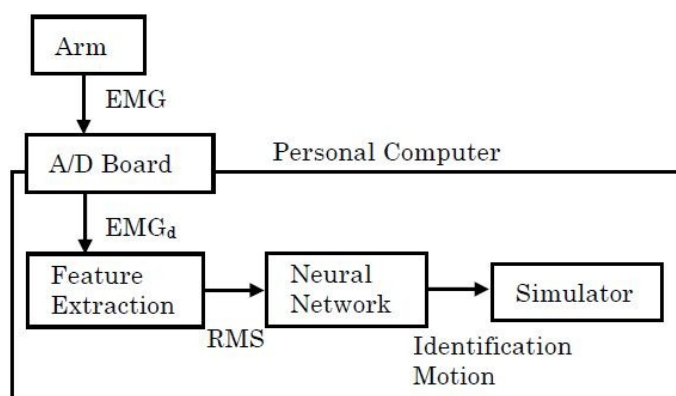 Arm
EMG
A/D Board
Personal Computer
EMGd
Feature
Extraction
RMS
Neural
Network
Identification
Motion
Simulator